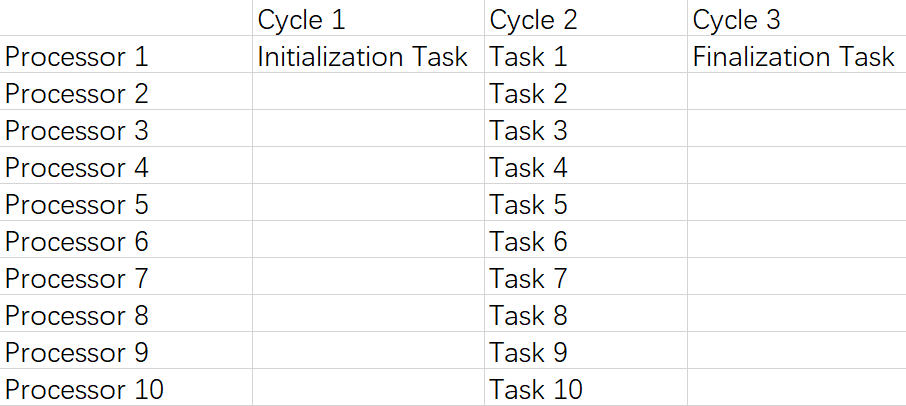 Cycle 1 Cycle 2 Cycle 3
Processor 1 Initialization Task Task 1 Finalization Task
Processor 2 Task 2
Processor 3 Task 3
Processor 4 Task 4
Processor 5 Task 5
Processor 6 Task 6
Processor 7 Task 7
Processor 8 Task 8
Processor 9 Task 9
Processor 10 Task 10